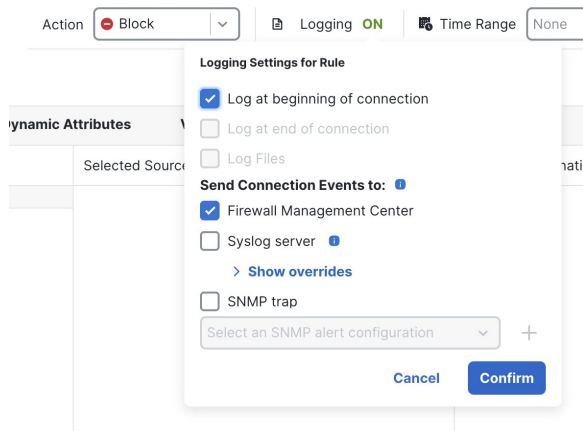 Action Block Logging ON Time Range None
Logging Settings for Rule
Log at beginning of connection
Dynamic Attributes
Log at end of connection
Selected Source
Log Files
Send Connection Events to:
Firewall Management Center
Syslog server
Show overrides
SNMP trap
Select an SNMP alert configuration
Cancel Confirm